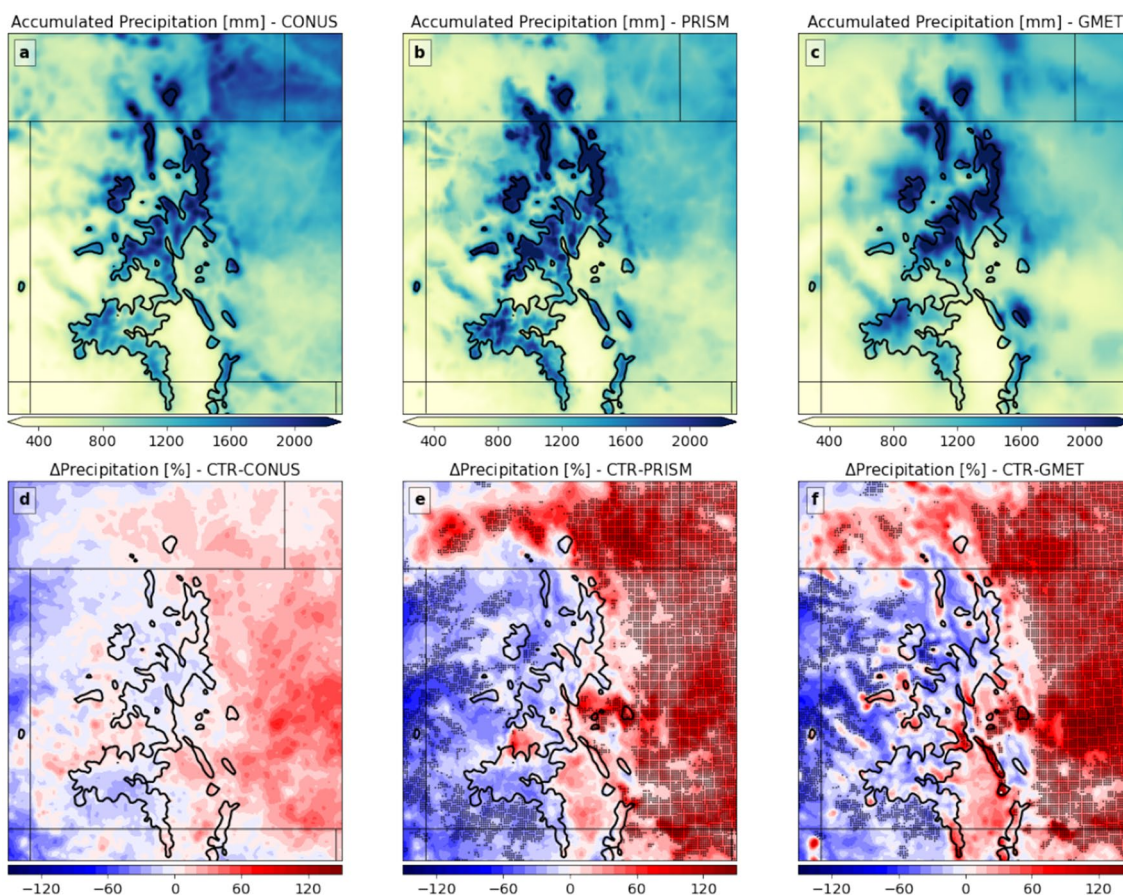 Accumulated Precipitation [mm] - CONUS
Accumulated Precipitation [mm] - PRISM
Accumulated Precipitation [mm] - GMET
a
b
c
400 800 1200 1600 2000
400 800 1200 1600 2000
400 800 1200 1600 2000
ΔPrecipitation [%] - CTR-CONUS
ΔPrecipitation [%] - CTR-PRISM
ΔPrecipitation [%] - CTR-GMET
d
e
f
−120 −60 0 60 120
−120 −60 0 60 120
−120 −60 0 60 120